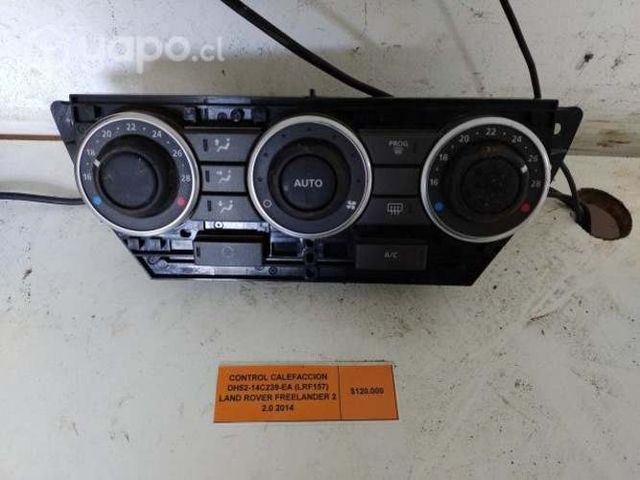 yapo.cl
20 22 24
18 26
16 28
PROG
AUTO
20 22 24
18 26
16 28
A/C
CONTROL CALEFACCION
DH52-14C239-EA (LRF157)
LAND ROVER FREELANDER 2
2.0 2014
$120.000